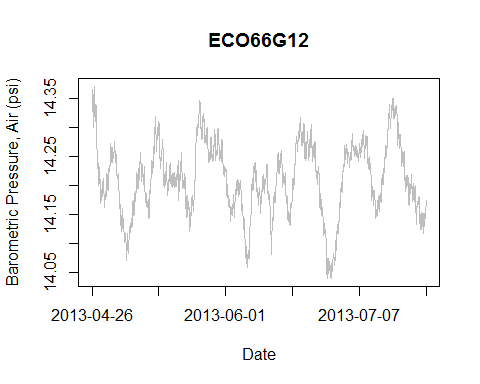 ECO66G12
Barometric Pressure, Air (psi)
14.35
14.25
14.15
14.05
2013-04-26
2013-06-01
2013-07-07
Date